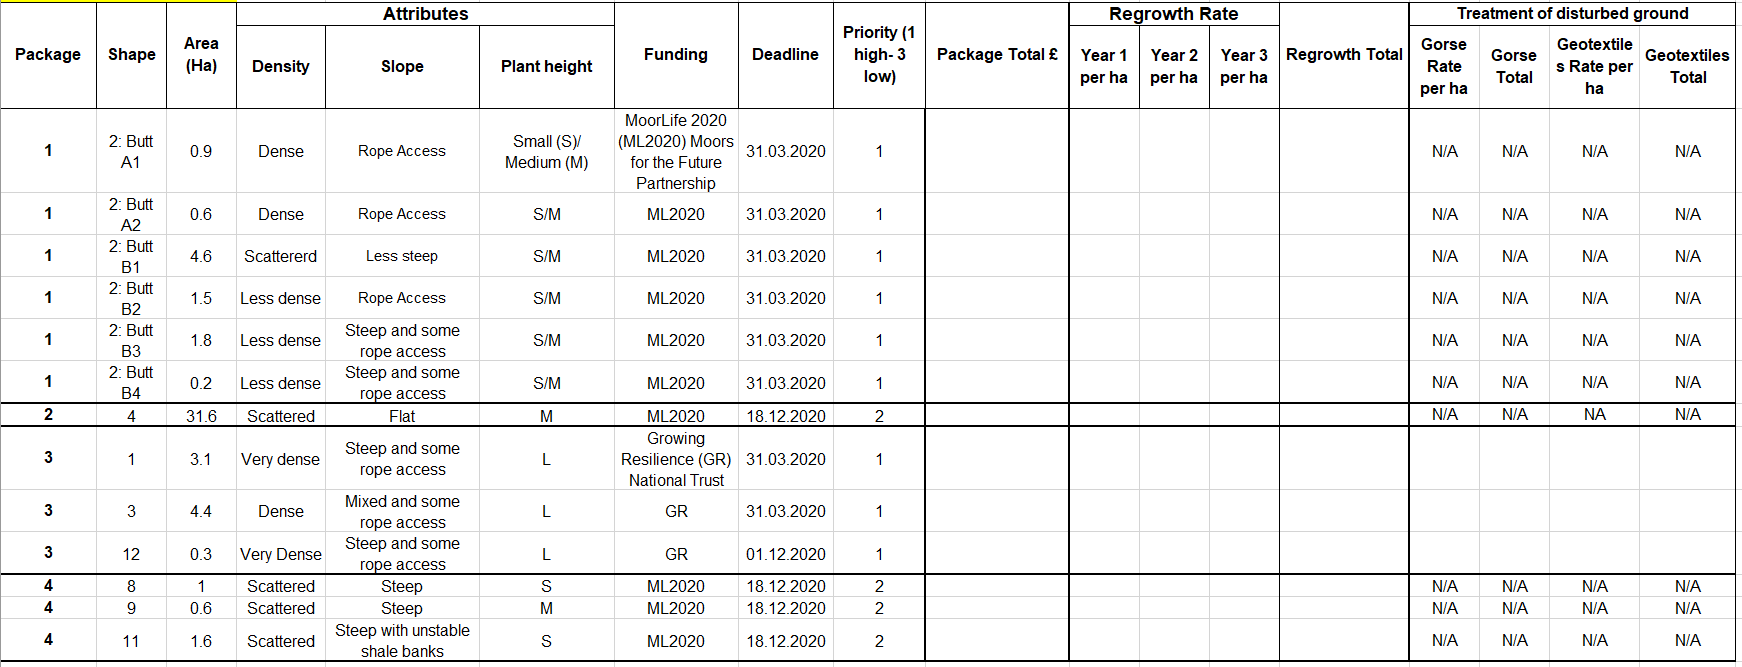 Attributes Regrowth Rate Treatment of disturbed ground
Package Shape Area (Ha) Density Slope Plant height Funding Deadline Priority (1 high- 3 low) Package Total £ Year 1 per ha Year 2 per ha Year 3 per ha Regrowth Total Gorse Rate per ha Gorse Total Geotextile s Rate per ha Geotextiles Total
1 2: Butt A1 0.9 Dense Rope Access Small (S)/ Medium (M) MoorLife 2020 (ML2020) Moors for the Future Partnership 31.03.2020 1 N/A N/A N/A N/A
1 2: Butt A2 0.6 Dense Rope Access S/M ML2020 31.03.2020 1 N/A N/A N/A N/A
1 2: Butt B1 4.6 Scattererd Less steep S/M ML2020 31.03.2020 1 N/A N/A N/A N/A
1 2: Butt B2 1.5 Less dense Rope Access S/M ML2020 31.03.2020 1 N/A N/A N/A N/A
1 2: Butt B3 1.8 Less dense Steep and some rope access S/M ML2020 31.03.2020 1 N/A N/A N/A N/A
1 2: Butt B4 0.2 Less dense Steep and some rope access S/M ML2020 31.03.2020 1 N/A N/A N/A N/A
2 4 31.6 Scattered Flat M ML2020 18.12.2020 2 N/A N/A NA N/A
3 1 3.1 Very dense Steep and some rope access L Growing Resilience (GR) National Trust 31.03.2020 1
3 3 4.4 Dense Mixed and some rope access L GR 31.03.2020 1
3 12 0.3 Very Dense Steep and some rope access L GR 01.12.2020 1
4 8 1 Scattered Steep S ML2020 18.12.2020 2 N/A N/A N/A N/A
4 9 0.6 Scattered Steep M ML2020 18.12.2020 2 N/A N/A N/A N/A
4 11 1.6 Scattered Steep with unstable shale banks S ML2020 18.12.2020 2 N/A N/A N/A N/A